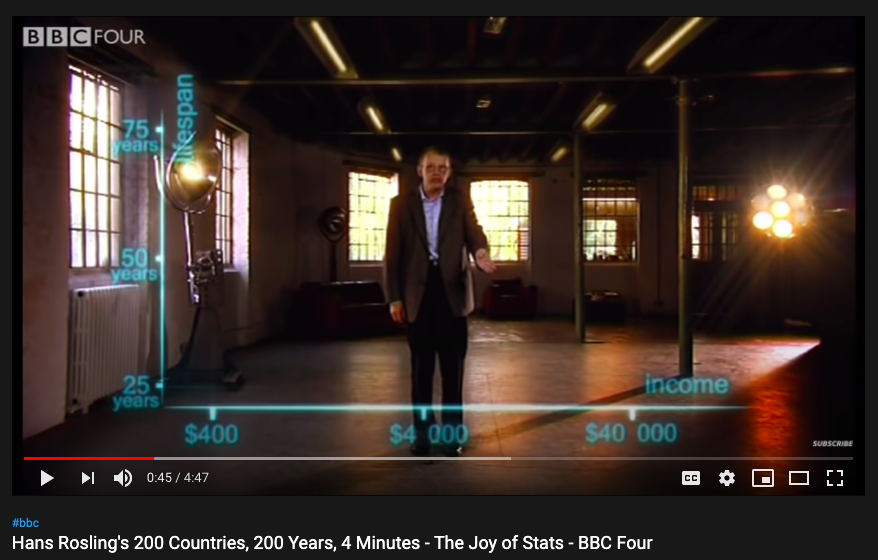 BBC FOUR
lifespan
75
years
50
years
25
years
income
$400
$4 000
$40 000
SUBSCRIBE
0:45 / 4:47
CC
#bbc
Hans Rosling's 200 Countries, 200 Years, 4 Minutes - The Joy of Stats - BBC Four